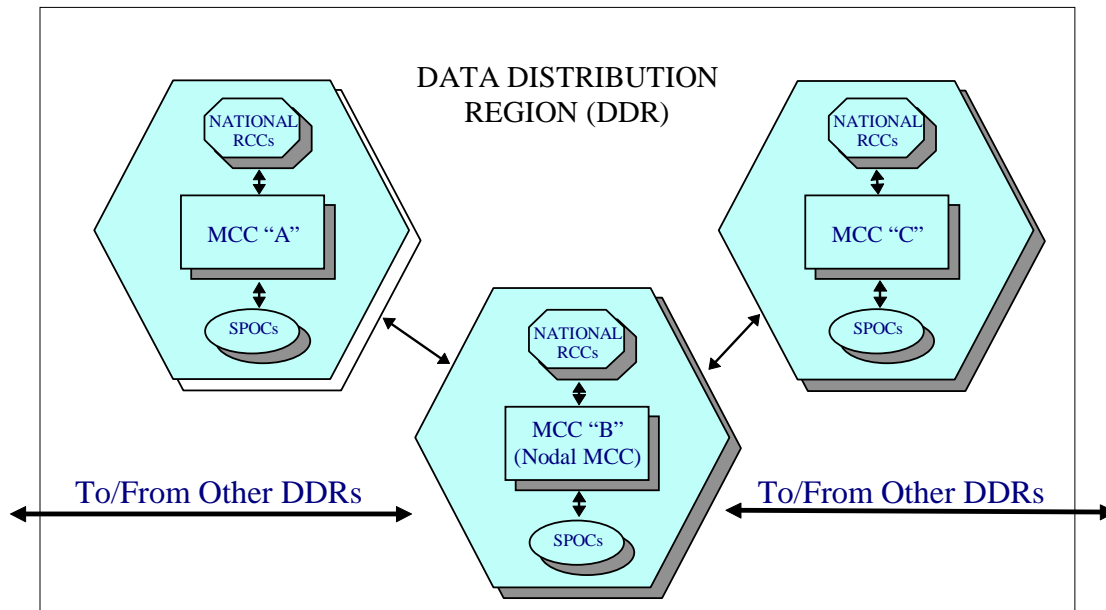 DATA DISTRIBUTION
REGION (DDR)
NATIONAL
RCCs
MCC “A”
SPOCs
NATIONAL
RCCs
MCC “C”
SPOCs
NATIONAL
RCCs
MCC “B”
(Nodal MCC)
SPOCs
To/From Other DDRs
To/From Other DDRs